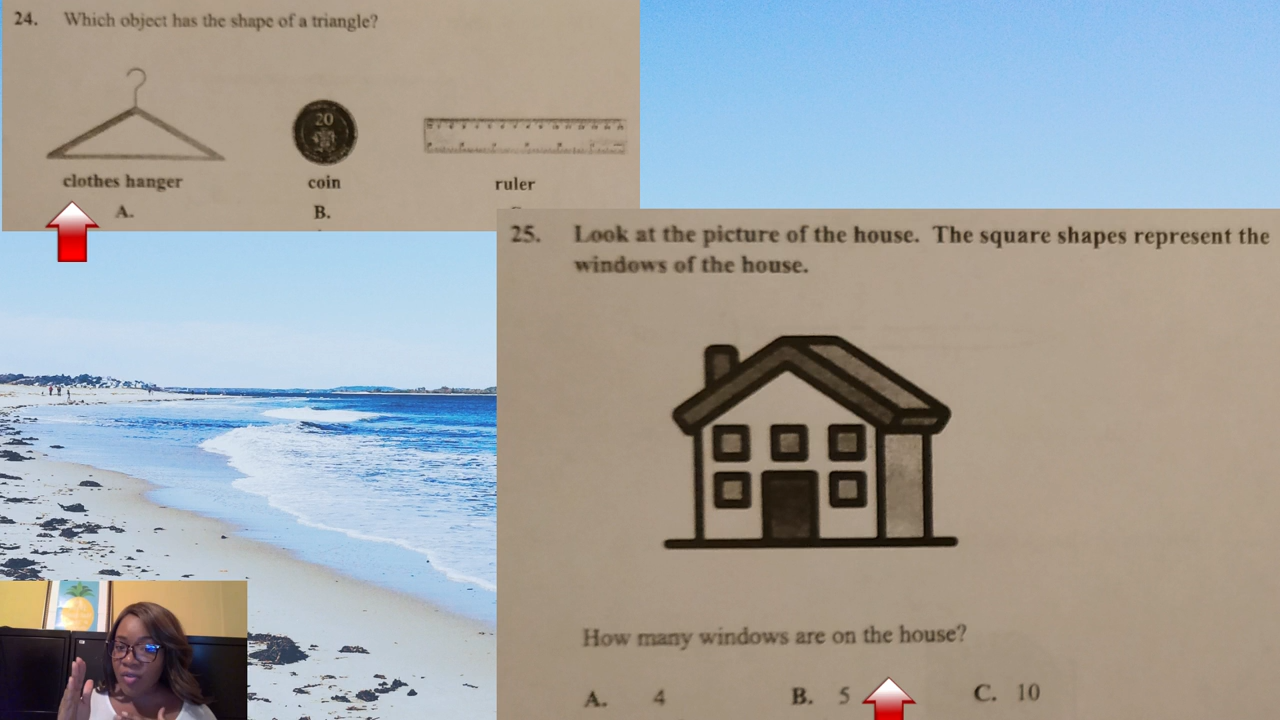 24. Which object has the shape of a triangle?
20
clothes hanger coin ruler
A. B.
25. Look at the picture of the house. The square shapes represent the
windows of the house.
How many windows are on the house?
A. 4 B. 5 C. 10